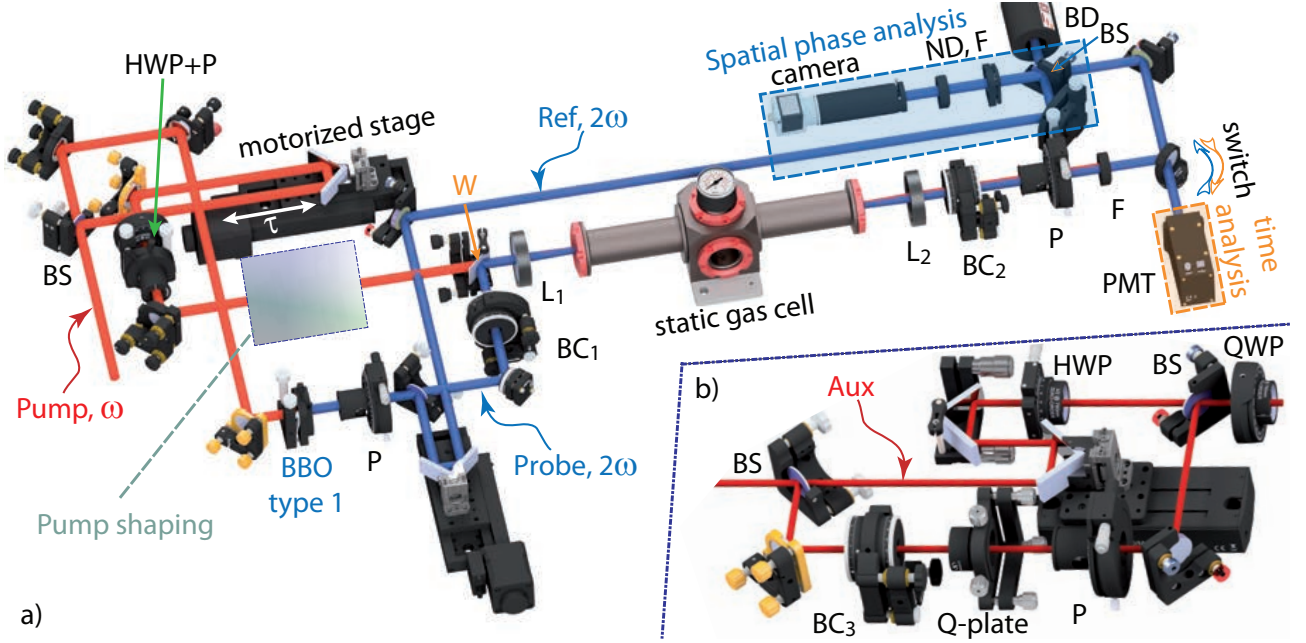 HWP+P
motorized stage
τ
BS
Pump, ω
Pump shaping
BBO
type 1
P
Ref, 2ω
W
L1
BC1
Probe, 2ω
static gas cell
Spatial phase analysis
camera
ND, F
BD
BS
L2
BC2
P
F
switch
time
analysis
PMT
a)
b)
Aux
BS
HWP
BS
QWP
BC3
Q-plate
P